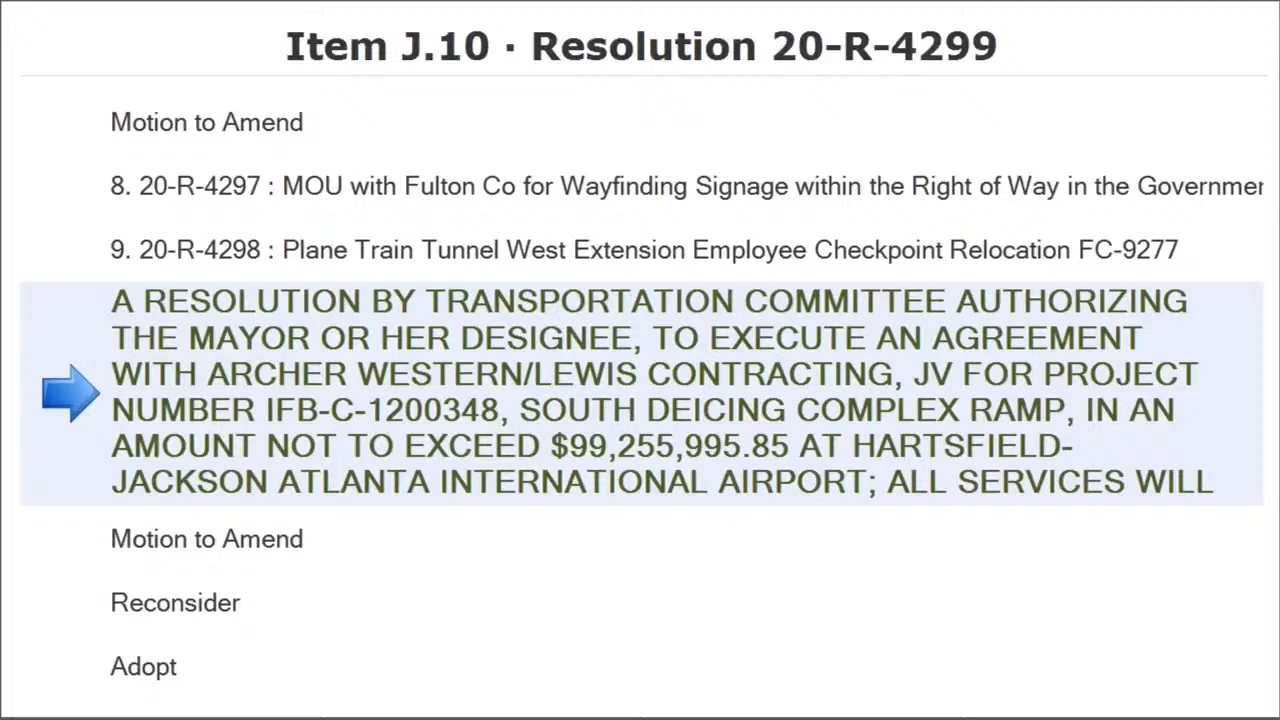 Item J.10 · Resolution 20-R-4299
Motion to Amend
8. 20-R-4297 : MOU with Fulton Co for Wayfinding Signage within the Right of Way in the Governmer
9. 20-R-4298 : Plane Train Tunnel West Extension Employee Checkpoint Relocation FC-9277
A RESOLUTION BY TRANSPORTATION COMMITTEE AUTHORIZING
THE MAYOR OR HER DESIGNEE, TO EXECUTE AN AGREEMENT
WITH ARCHER WESTERN/LEWIS CONTRACTING, JV FOR PROJECT
NUMBER IFB-C-1200348, SOUTH DEICING COMPLEX RAMP, IN AN
AMOUNT NOT TO EXCEED $99,255,995.85 AT HARTSFIELD-
JACKSON ATLANTA INTERNATIONAL AIRPORT; ALL SERVICES WILL
Motion to Amend
Reconsider
Adopt